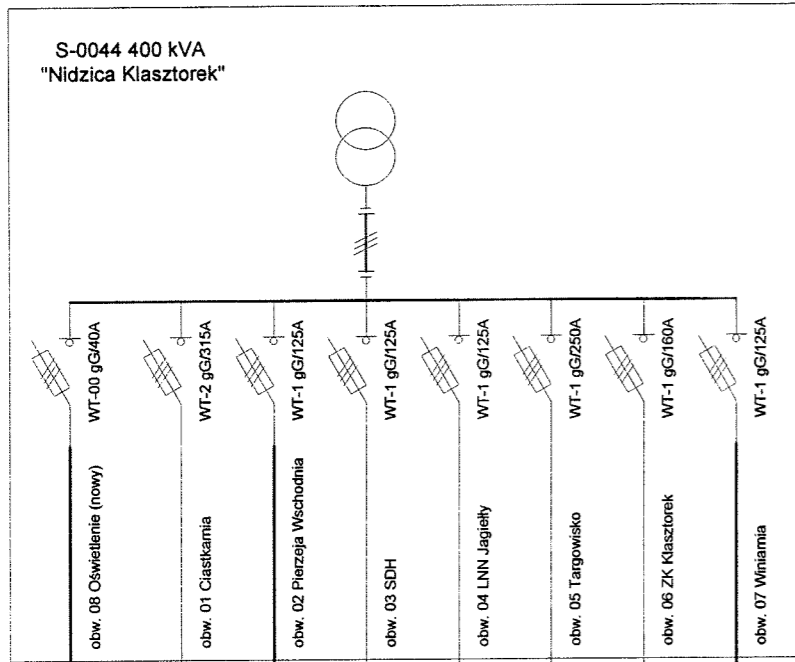 S-0044 400 kVA
"Nidzica Klasztorek"
WT-00 gG/40A
WT-2 gG/315A
WT-1 gG/125A
WT-1 gG/125A
WT-1 gG/125A
WT-1 gG/250A
WT-1 gG/160A
WT-1 gG/125A
obw. 08 Oświetlenie (nowy)
obw. 01 Ciastkarnia
obw. 02 Pierzeja Wschodnia
obw. 03 SDH
obw. 04 LNN Jagiełły
obw. 05 Targowisko
obw. 06 ZK Klasztorek
obw. 07 Winiarnia